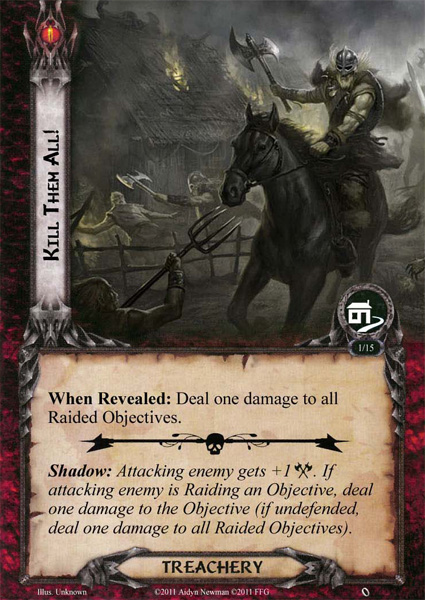 KILL THEM ALL!
1/15
When Revealed: Deal one damage to all
Raided Objectives.
Shadow: Attacking enemy gets +1. If
attacking enemy is Raiding an Objective, deal
one damage to the Objective (if undefended,
deal one damage to all Raided Objectives).
TREACHERY
Illus. Unknown
©2011 Aidyn Newman ©2011 FFG